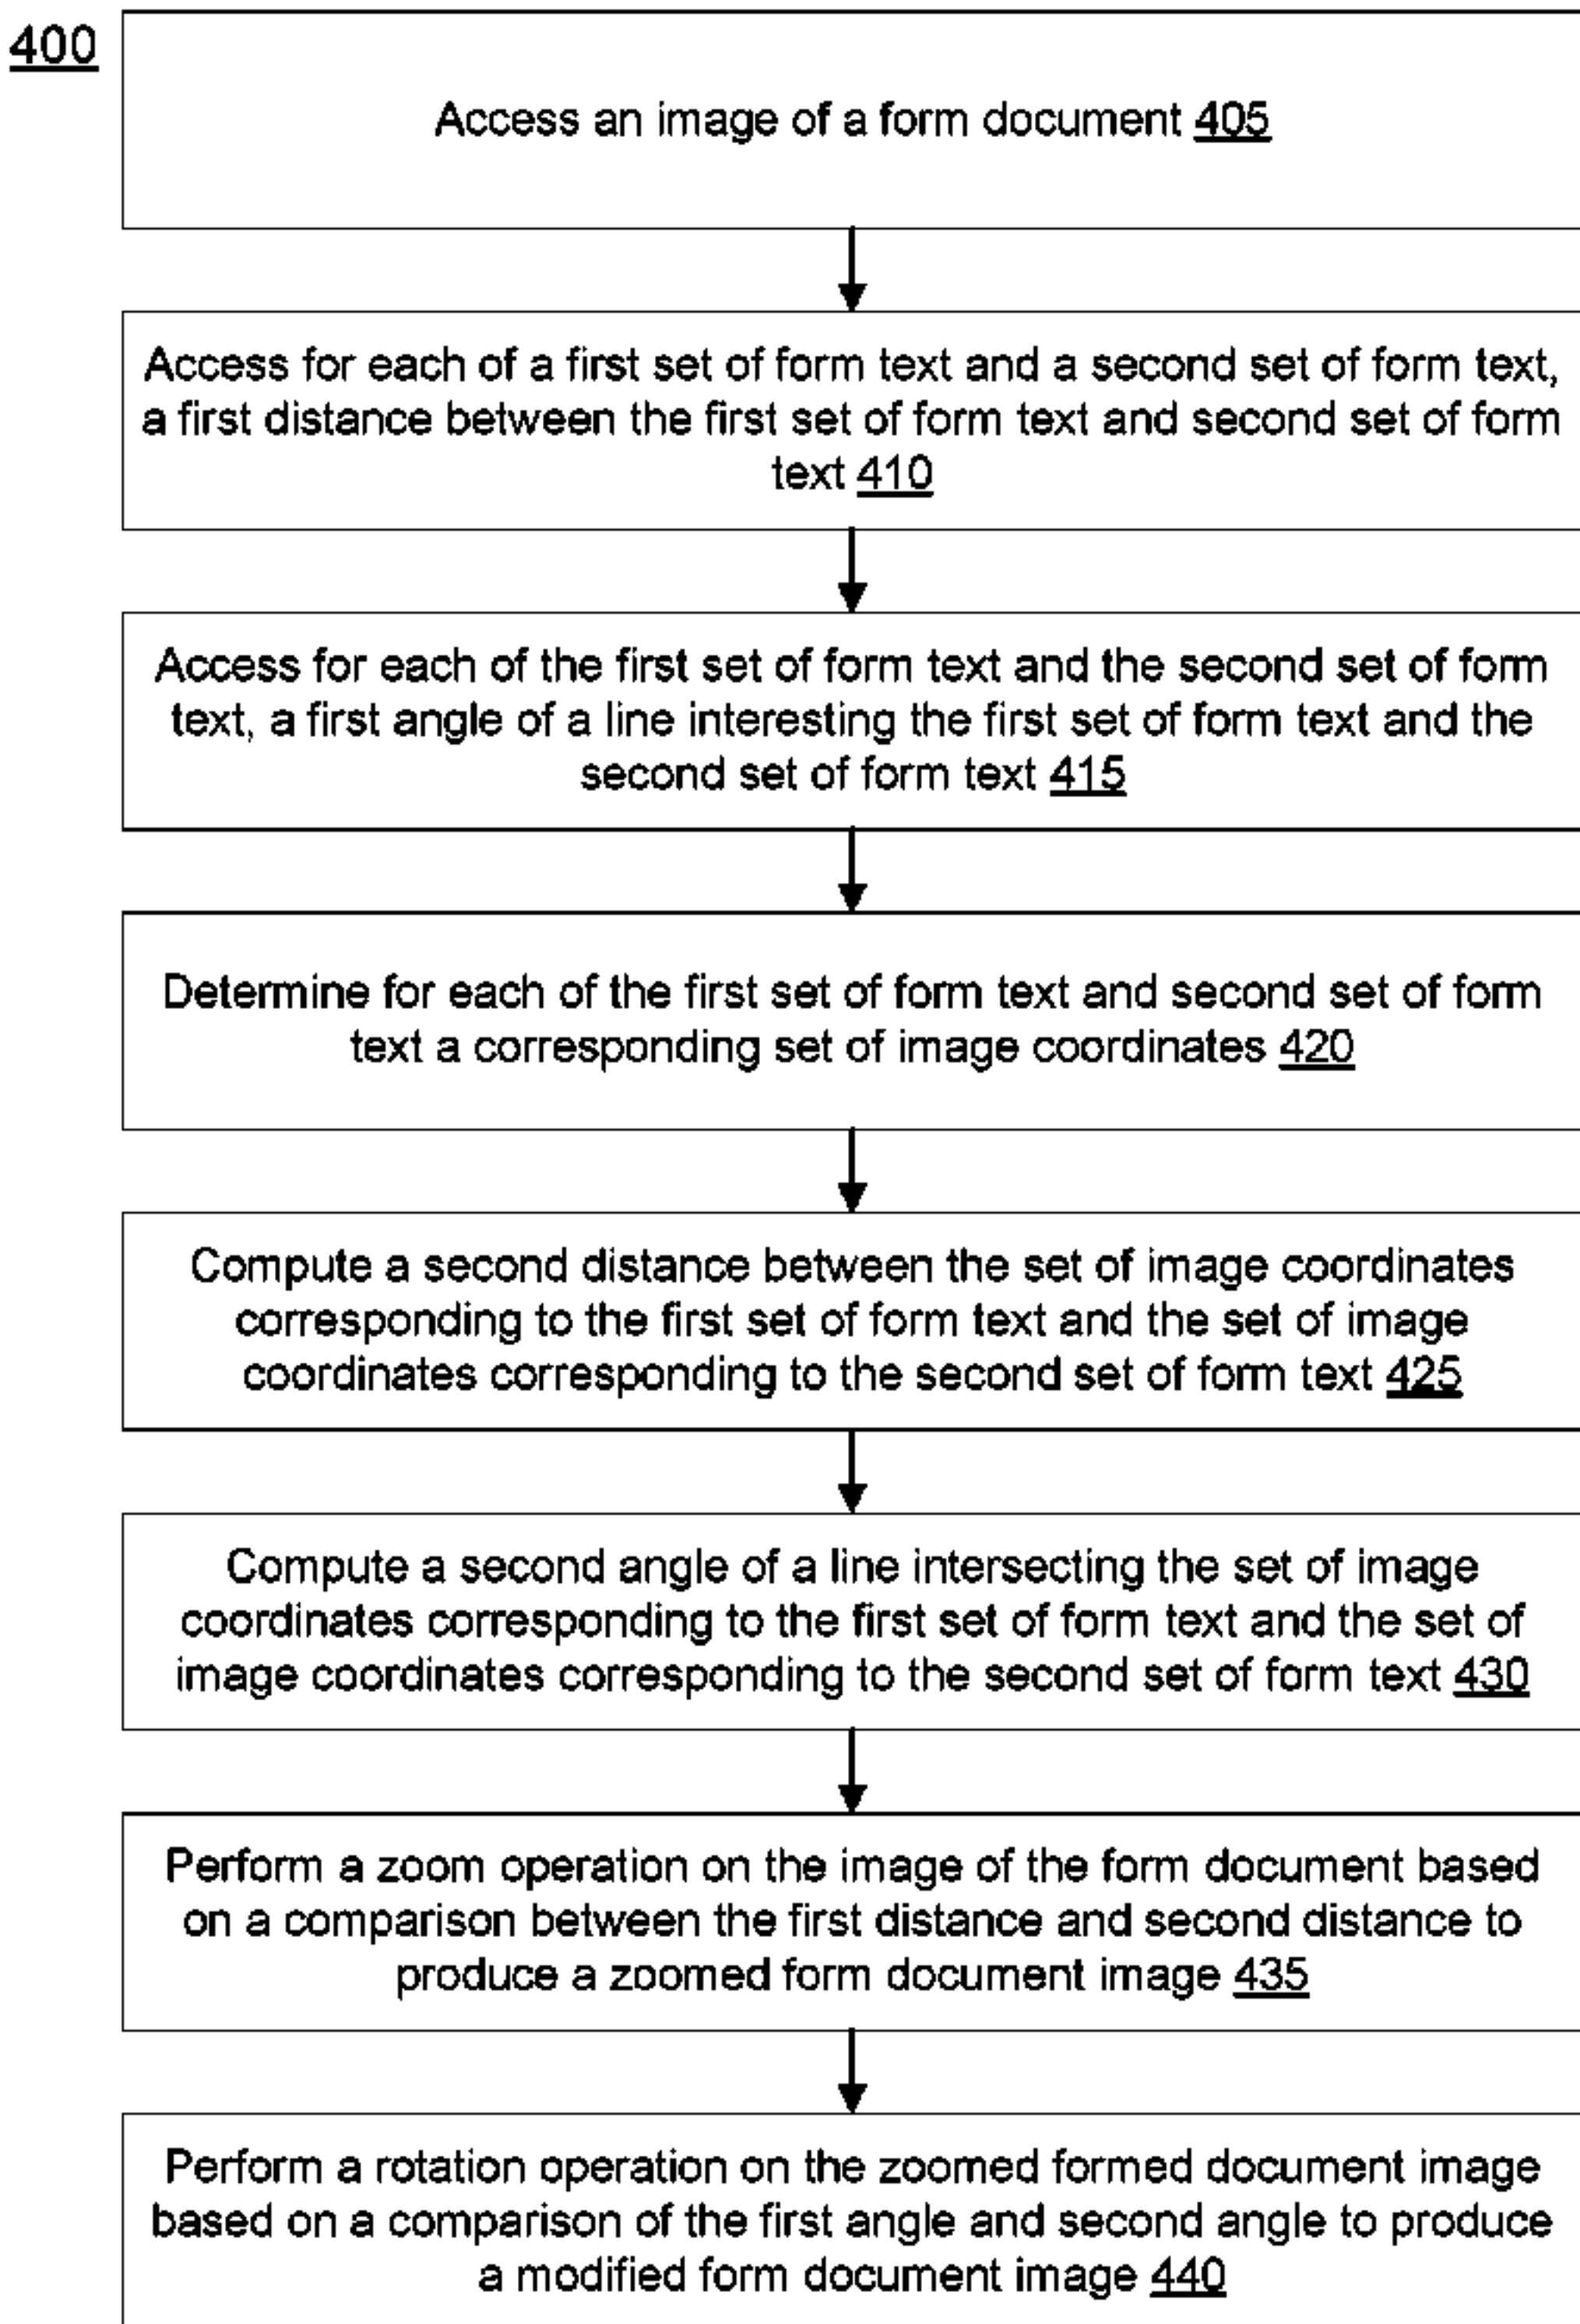 400
Access an image of a form document 405
Access for each of a first set of form text and a second set of form text,
a first distance between the first set of form text and second set of form
text 410
Access for each of the first set of form text and the second set of form
text, a first angle of a line interesting the first set of form text and the
second set of form text 415
Determine for each of the first set of form text and second set of form
text a corresponding set of image coordinates 420
Compute a second distance between the set of image coordinates
corresponding to the first set of form text and the set of image
coordinates corresponding to the second set of form text 425
Compute a second angle of a line intersecting the set of image
coordinates corresponding to the first set of form text and the set of
image coordinates corresponding to the second set of form text 430
Perform a zoom operation on the image of the form document based
on a comparison between the first distance and second distance to
produce a zoomed form document image 435
Perform a rotation operation on the zoomed formed document image
based on a comparison of the first angle and second angle to produce
a modified form document image 440